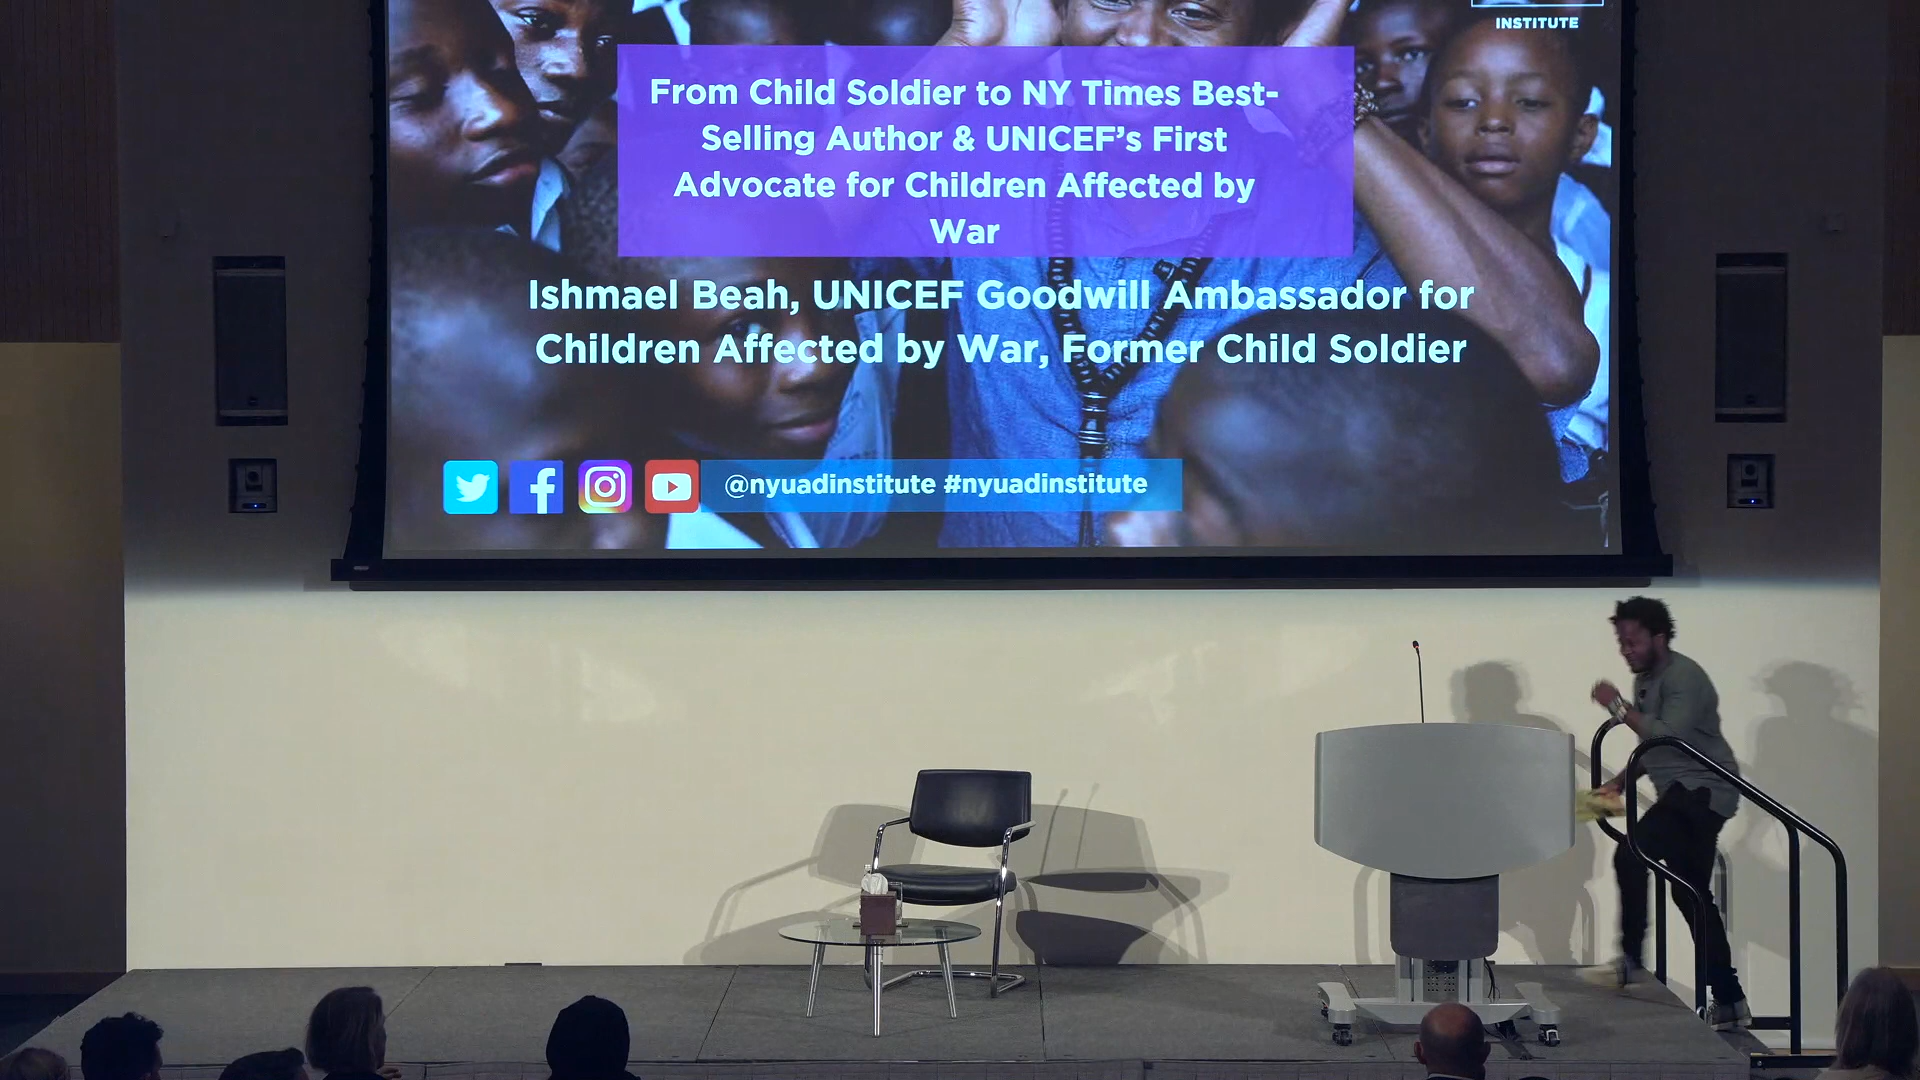 INSTITUTE
From Child Soldier to NY Times Best-
Selling Author & UNICEF's First
Advocate for Children Affected by
War
Ishmael Beah, UNICEF Goodwill Ambassador for
Children Affected by War, Former Child Soldier
@nyuadinstitute #nyuadinstitute